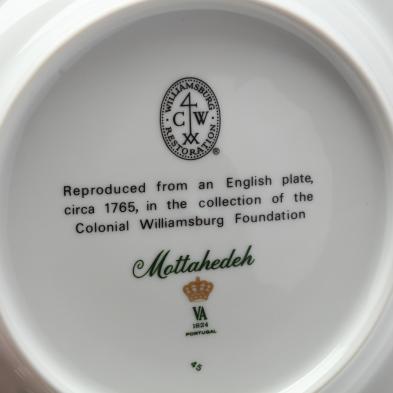 WILLIAMSBURG
C W
RESTORATION
®
Reproduced from an English plate,
circa 1765, in the collection of the
Colonial Williamsburg Foundation
Mottahedeh
VA
1824
PORTUGAL